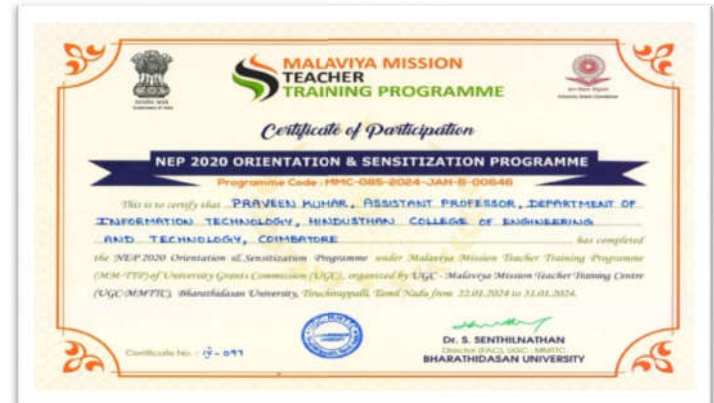 MALAVIYA MISSION
TEACHER
TRAINING PROGRAMME
Certificate of Participation
NEP 2020 ORIENTATION & SENSITIZATION PROGRAMME
Programme Code : MMC-085-2024-JAN-B-00646
This is to certify that PRAVEEN KUMAR, ASSISTANT PROFESSOR, DEPARTMENT OF
INFORMATION TECHNOLOGY, HINDUSTHAN COLLEGE OF ENGINEERING
AND TECHNOLOGY, COIMBATORE has completed
the NEP 2020 Orientation & Sensitization Programme under Malaviya Mission Teacher Training Programme
(MM-TTP) of University Grants Commission (UGC), organized by UGC - Malaviya Mission Teacher Training Centre
(UGC-MMTTC), Bharathidasan University, Tiruchirappalli, Tamil Nadu from 22.01.2024 to 31.01.2024.
Dr. S. SENTHILNATHAN
Certificate No. :
BHARATHIDASAN UNIVERSITY